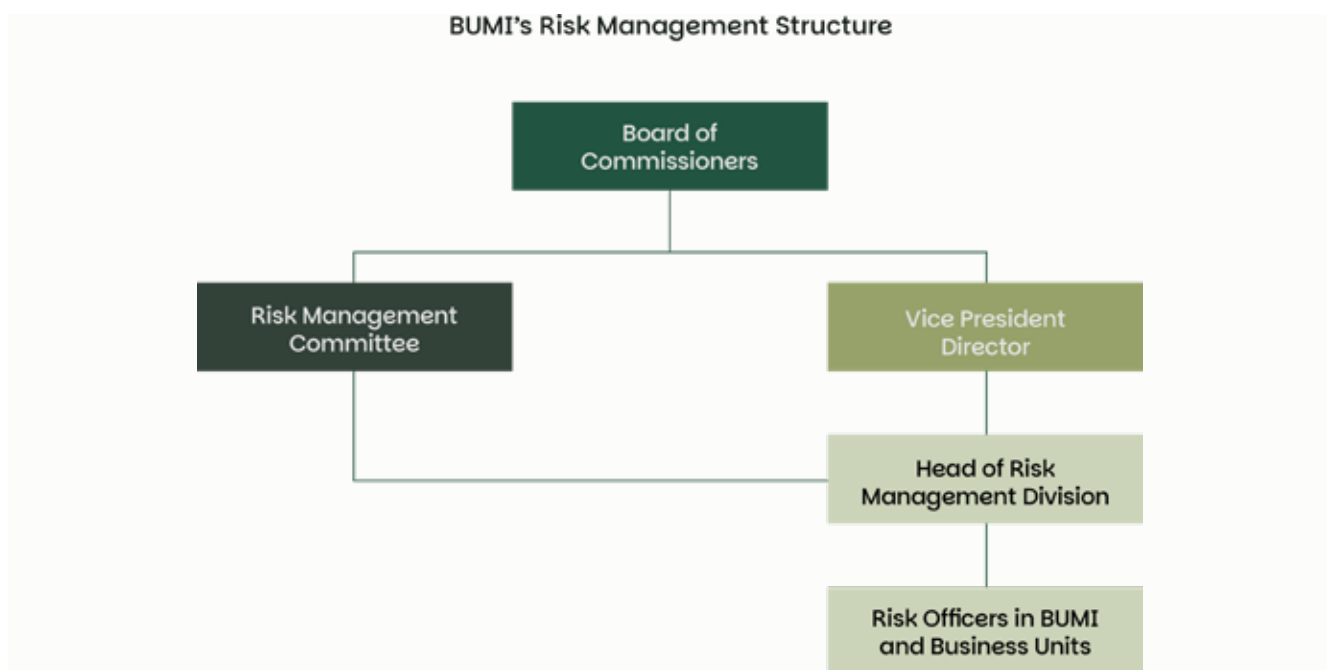 BUMI's Risk Management Structure
Board of
Commissioners
Risk Management
Committee
Vice President
Director
Head of Risk
Management Division
Risk Officers in BUMI
and Business Units